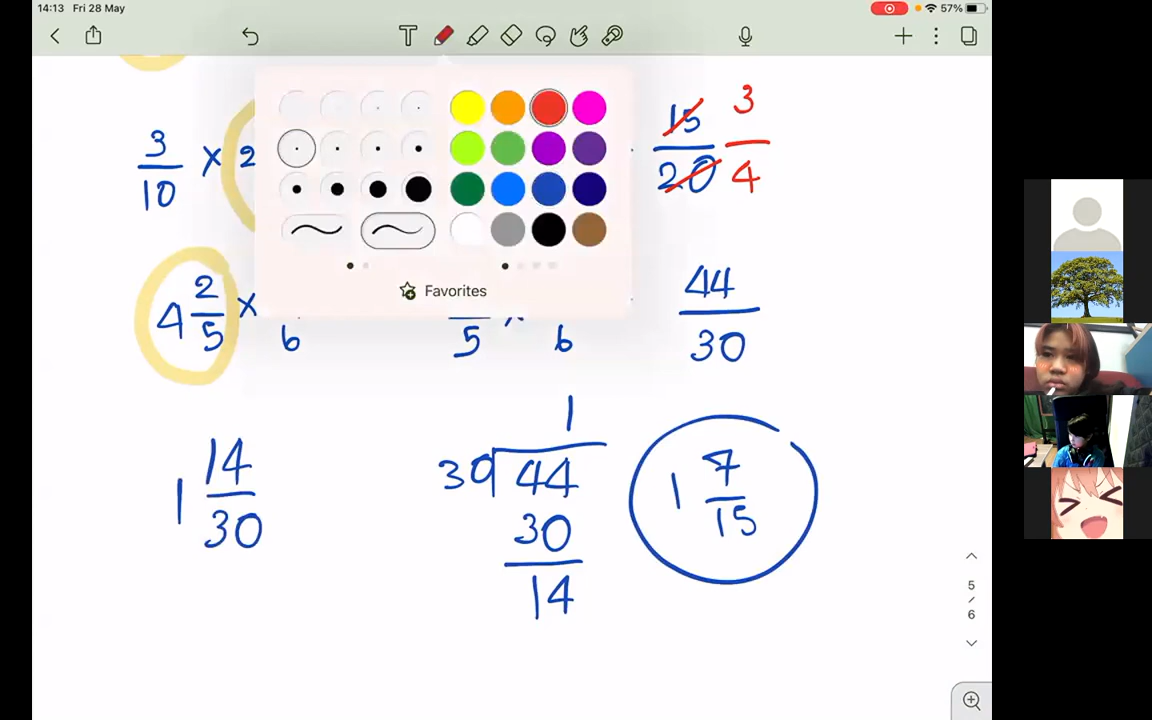 14:13 Fri 28 May 57%
T
3/10 × 2 15/20 3/4
4 2/5 ×
6 5 × 6 44/30
Favorites
1 14/30
1
30 44
30
14
1 7/15
5 / 6